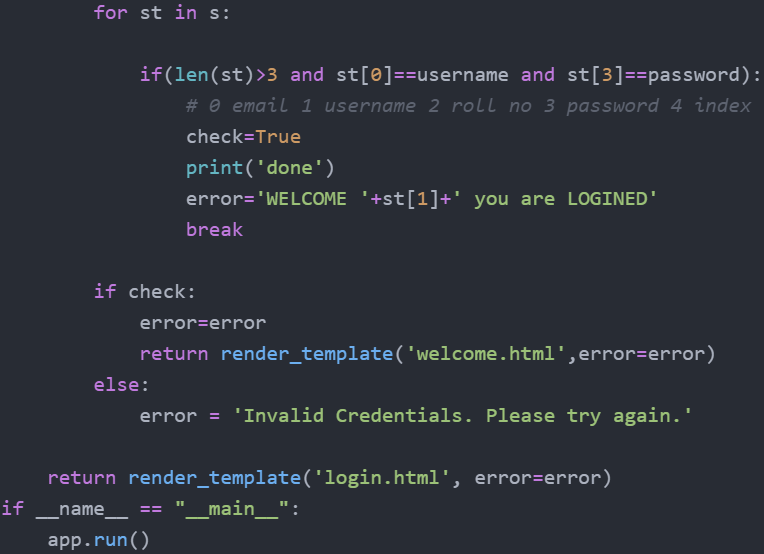 for st in s:
if(len(st)>3 and st[0]==username and st[3]==password):
# 0 email 1 username 2 roll no 3 password 4 index
check=True
print('done')
error='WELCOME '+st[1]+' you are LOGINED'
break
if check:
error=error
return render_template('welcome.html',error=error)
else:
error = 'Invalid Credentials. Please try again.'
return render_template('login.html', error=error)
if __name__ == "__main__":
app.run()